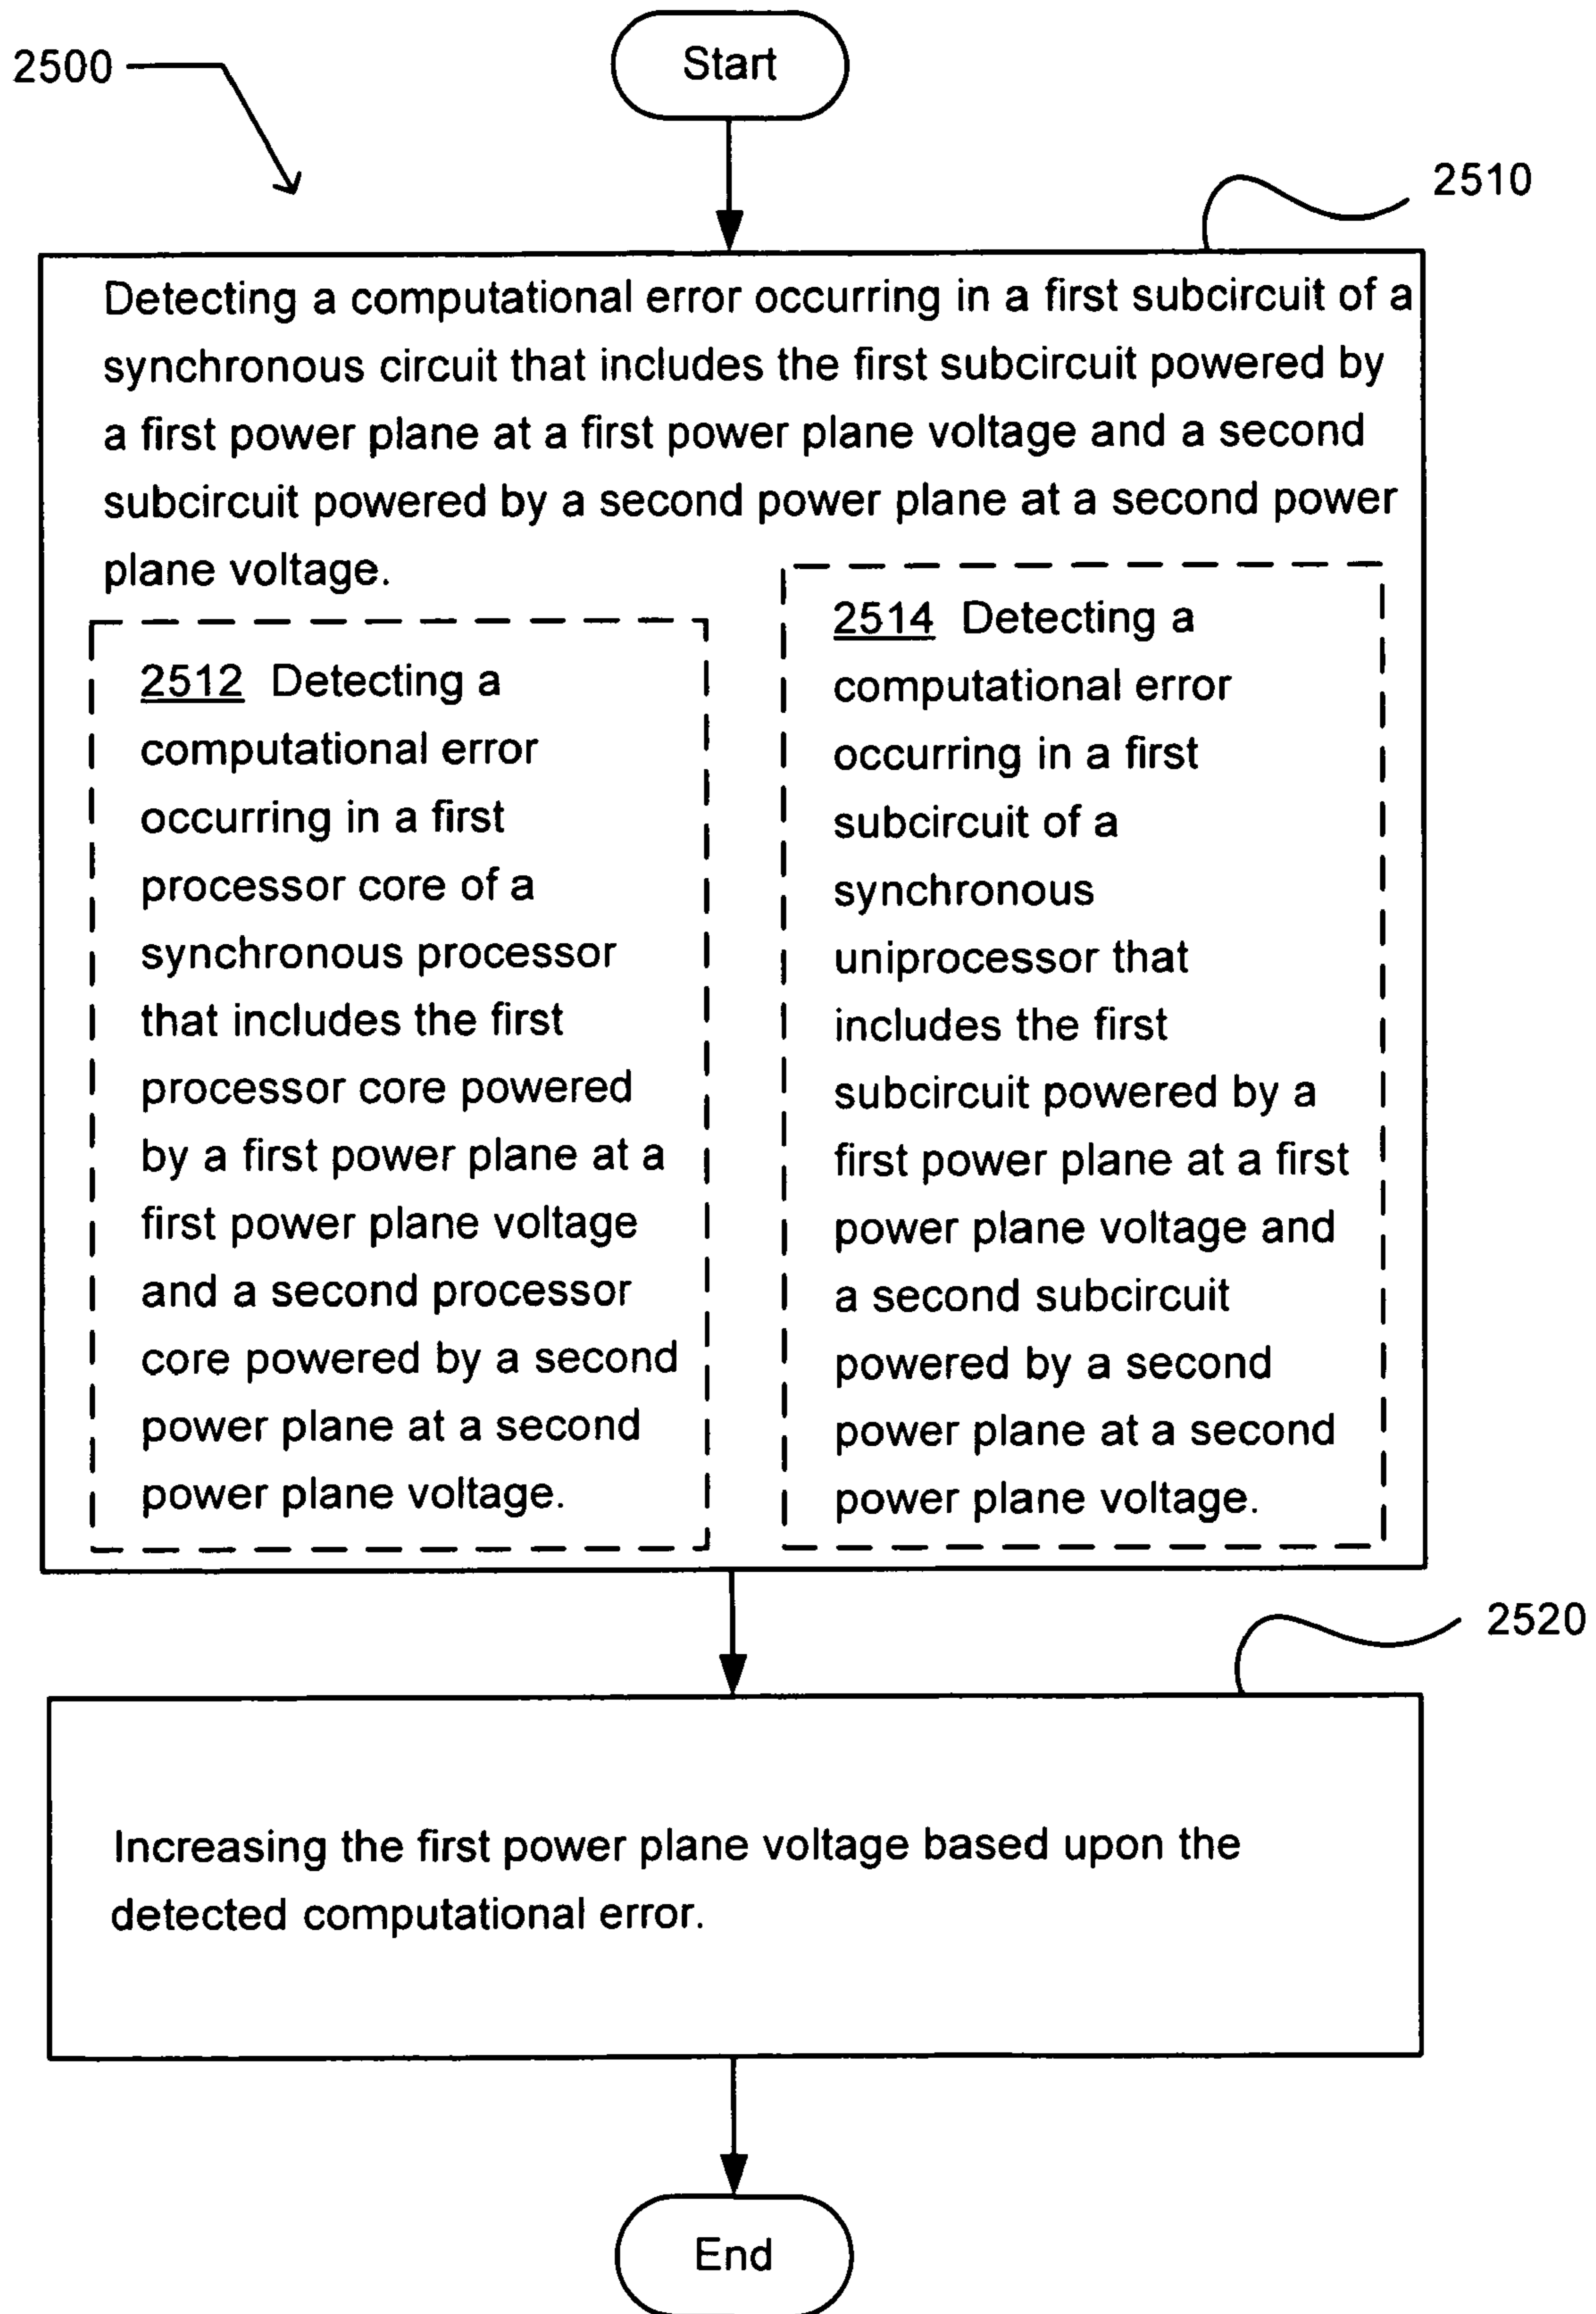 Start
2500
2510
Detecting a computational error occurring in a first subcircuit of a
synchronous circuit that includes the first subcircuit powered by
a first power plane at a first power plane voltage and a second
subcircuit powered by a second power plane at a second power
plane voltage.
2512 Detecting a
computational error
occurring in a first
processor core of a
synchronous processor
that includes the first
processor core powered
by a first power plane at a
first power plane voltage
and a second processor
core powered by a second
power plane at a second
power plane voltage.
2514 Detecting a
computational error
occurring in a first
subcircuit of a
synchronous
uniprocessor that
includes the first
subcircuit powered by a
first power plane at a first
power plane voltage and
a second subcircuit
powered by a second
power plane at a second
power plane voltage.
2520
Increasing the first power plane voltage based upon the
detected computational error.
End